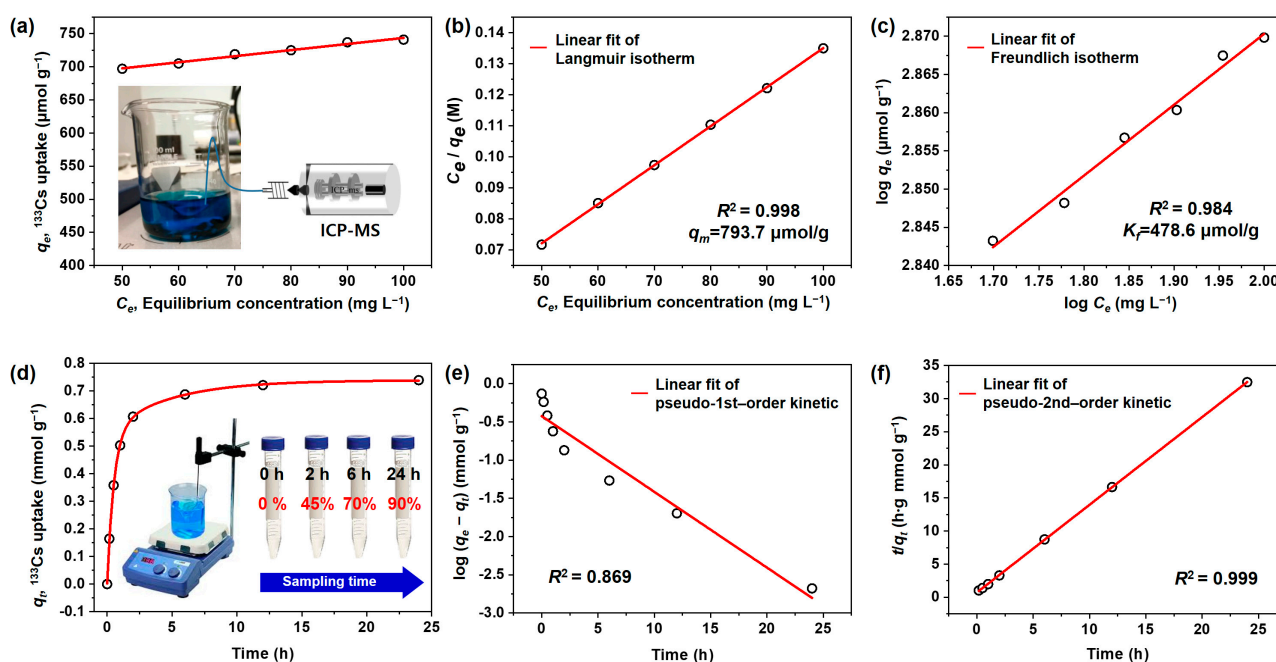 (a)
750
700
650
600
550
500
450
400
50 60 70 80 90 100
qₑ, ¹³³Cs uptake (μmol g⁻¹)
Cₑ, Equilibrium concentration (mg L⁻¹)
ICP-ms
ICP-MS
(b)
Linear fit of
Langmuir isotherm
0.14
0.13
0.12
0.11
0.10
0.09
0.08
0.07
50 60 70 80 90 100
Cₑ / qₑ (M)
Cₑ, Equilibrium concentration (mg L⁻¹)
R² = 0.998
qₘ=793.7 μmol/g
(c)
Linear fit of
Freundlich isotherm
2.870
2.860
2.850
2.840
1.65 1.70 1.75 1.80 1.85 1.90 1.95 2.00
log qₑ (μmol g⁻¹)
log Cₑ (mg L⁻¹)
R² = 0.984
K_f=478.6 μmol/g
(d)
0.8
0.7
0.6
0.5
0.4
0.3
0.2
0.1
0.0
-0.1
0 5 10 15 20 25
qₜ, ¹³³Cs uptake (mmol g⁻¹)
Time (h)
0 h 2 h 6 h 24 h
0 % 45% 70% 90%
Sampling time
(e)
Linear fit of
pseudo-1st–order kinetic
0.0
-0.5
-1.0
-1.5
-2.0
-2.5
-3.0
0 5 10 15 20 25
log (qₑ − qₜ) (mmol g⁻¹)
Time (h)
R² = 0.869
(f)
Linear fit of
pseudo-2nd–order kinetic
35
30
25
20
15
10
5
0
0 5 10 15 20 25
t/qₜ (h·g mmol g⁻¹)
Time (h)
R² = 0.999